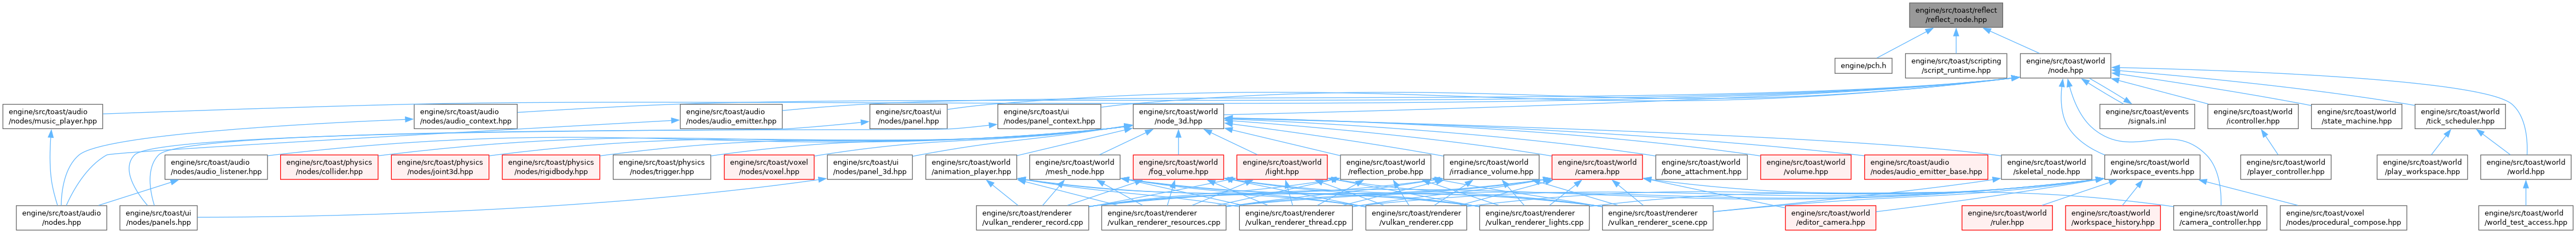 engine/src/toast/reflect
/reflect_node.hpp
engine/pch.h
engine/src/toast/scripting
/script_runtime.hpp
engine/src/toast/world
/node.hpp
engine/src/toast/audio
/nodes/music_player.hpp
engine/src/toast/audio
/nodes/audio_context.hpp
engine/src/toast/audio
/nodes/audio_emitter.hpp
engine/src/toast/ui
/nodes/panel.hpp
engine/src/toast/ui
/nodes/panel_context.hpp
engine/src/toast/world
/node_3d.hpp
engine/src/toast/events
/signals.inl
engine/src/toast/world
/icontroller.hpp
engine/src/toast/world
/state_machine.hpp
engine/src/toast/world
/tick_scheduler.hpp
engine/src/toast/audio
/nodes/audio_listener.hpp
engine/src/toast/physics
/nodes/collider.hpp
engine/src/toast/physics
/nodes/joint3d.hpp
engine/src/toast/physics
/nodes/rigidbody.hpp
engine/src/toast/physics
/nodes/trigger.hpp
engine/src/toast/voxel
/nodes/voxel.hpp
engine/src/toast/ui
/nodes/panel_3d.hpp
engine/src/toast/world
/animation_player.hpp
engine/src/toast/world
/mesh_node.hpp
engine/src/toast/world
/fog_volume.hpp
engine/src/toast/world
/light.hpp
engine/src/toast/world
/reflection_probe.hpp
engine/src/toast/world
/irradiance_volume.hpp
engine/src/toast/world
/camera.hpp
engine/src/toast/world
/bone_attachment.hpp
engine/src/toast/world
/volume.hpp
engine/src/toast/audio
/nodes/audio_emitter_base.hpp
engine/src/toast/world
/skeletal_node.hpp
engine/src/toast/world
/workspace_events.hpp
engine/src/toast/world
/player_controller.hpp
engine/src/toast/world
/play_workspace.hpp
engine/src/toast/world
/world.hpp
engine/src/toast/audio
/nodes.hpp
engine/src/toast/ui
/nodes/panels.hpp
engine/src/toast/renderer
/vulkan_renderer_record.cpp
engine/src/toast/renderer
/vulkan_renderer_resources.cpp
engine/src/toast/renderer
/vulkan_renderer_thread.cpp
engine/src/toast/renderer
/vulkan_renderer.cpp
engine/src/toast/renderer
/vulkan_renderer_lights.cpp
engine/src/toast/renderer
/vulkan_renderer_scene.cpp
engine/src/toast/world
/editor_camera.hpp
engine/src/toast/world
/ruler.hpp
engine/src/toast/world
/workspace_history.hpp
engine/src/toast/world
/camera_controller.hpp
engine/src/toast/voxel
/nodes/procedural_compose.hpp
engine/src/toast/world
/world_test_access.hpp